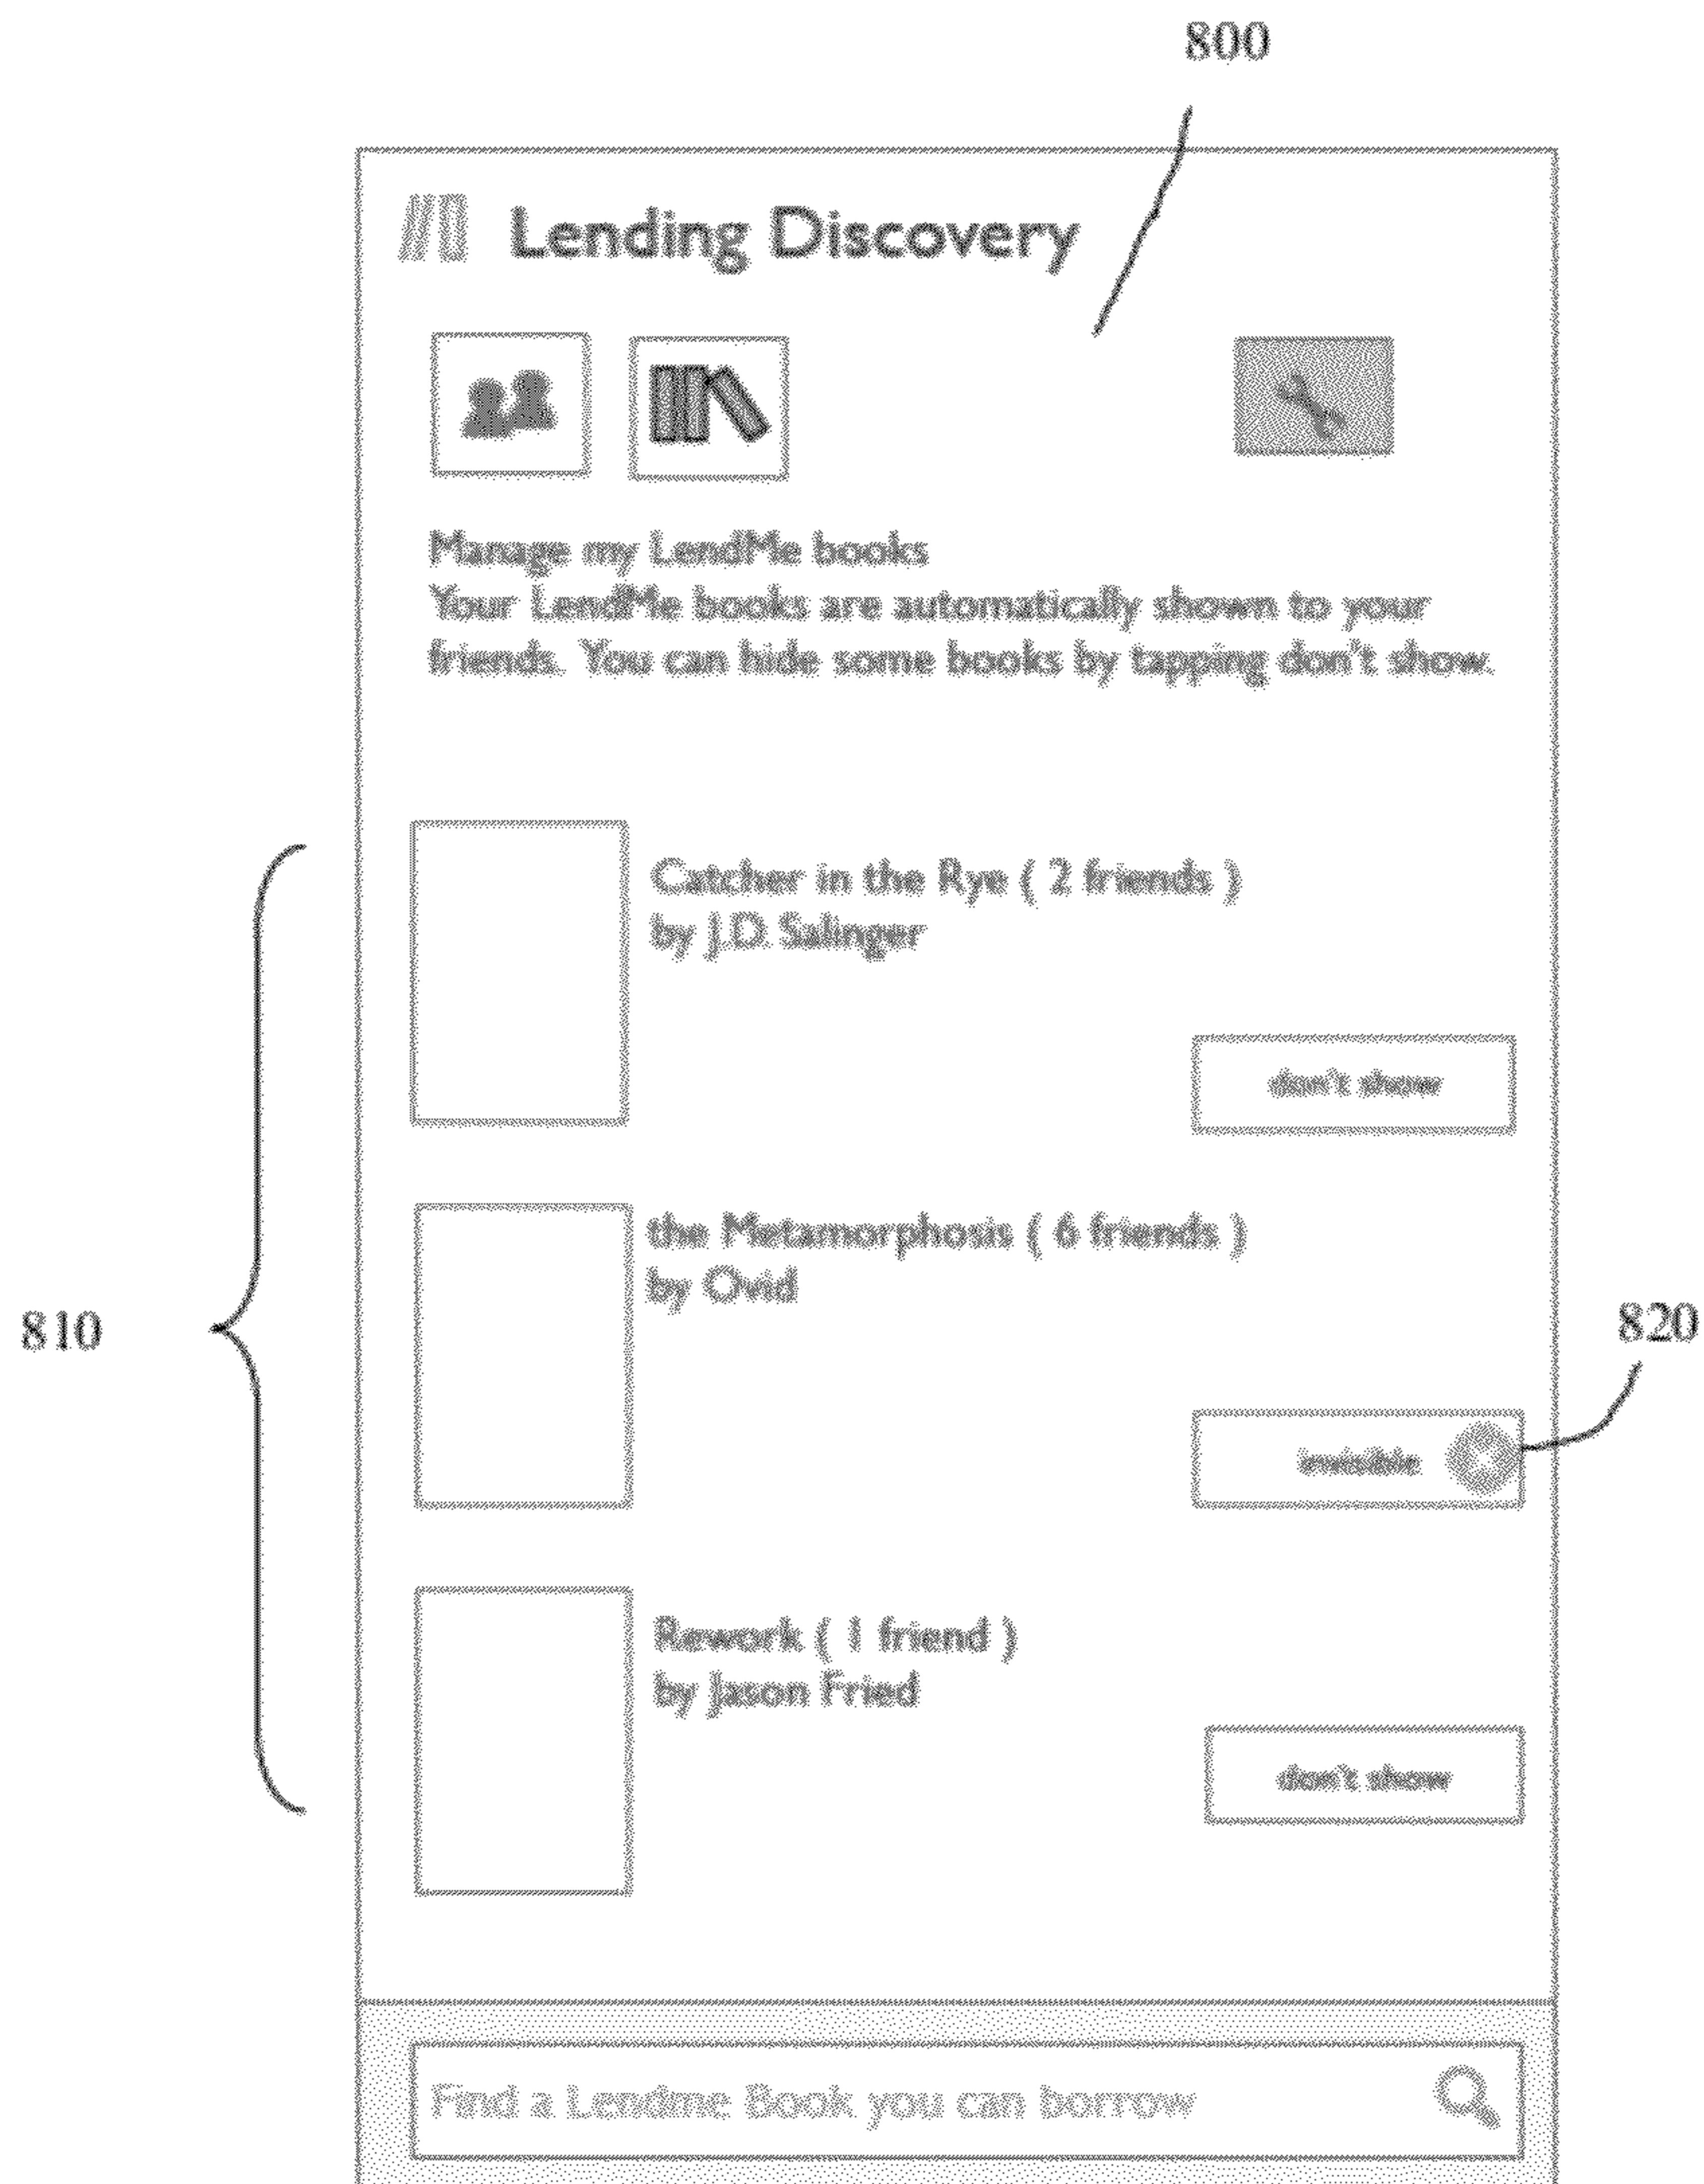 800
Lending Discovery
Manage my LendMe books
Your LendMe books are automatically shown to your
friends. You can hide some books by tapping don't show.
Catcher in the Rye ( 2 friends )
by J.D. Salinger
don't show
the Metamorphosis ( 6 friends )
by Ovid
810
820
Rework ( 1 friend )
by Jason Fried
don't show
Find a Lendme Book you can borrow